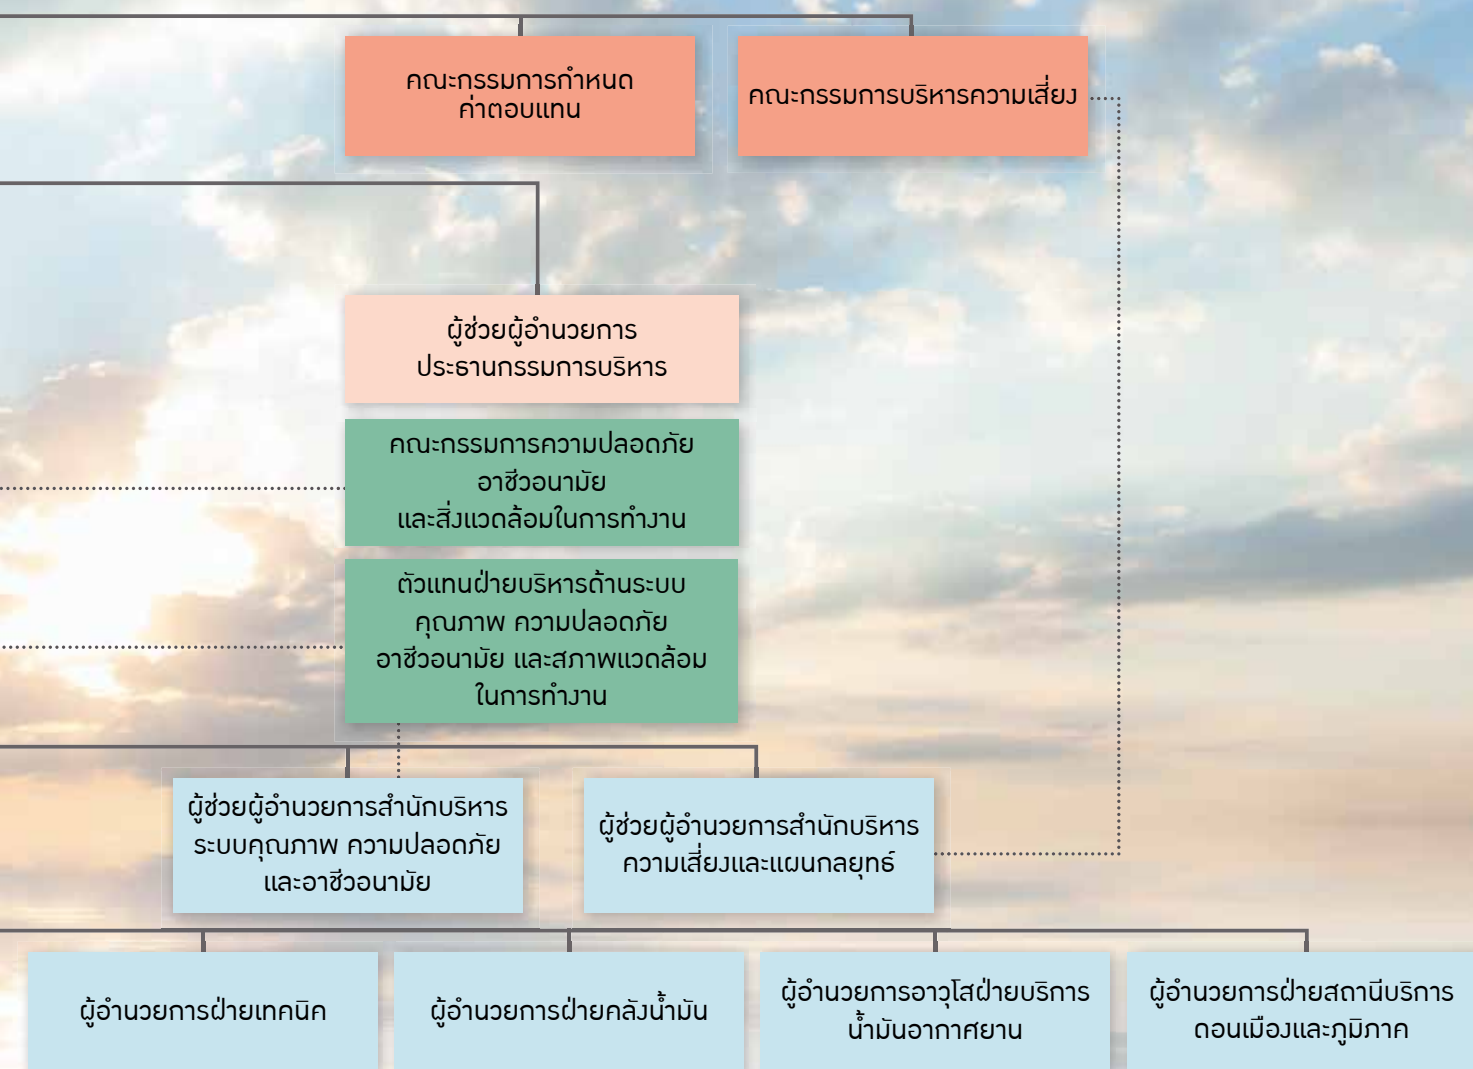 คณะกรรมการกำหนด
ค่าตอบแทน
คณะกรรมการบริหารความเสี่ยง
ผู้ช่วยผู้อำนวยการ
ประธานกรรมการบริหาร
คณะกรรมการความปลอดภัย
อาชีวอนามัย
และสิ่งแวดล้อมในการทำงาน
ตัวแทนฝ่ายบริหารด้านระบบ
คุณภาพ ความปลอดภัย
อาชีวอนามัย และสภาพแวดล้อม
ในการทำงาน
ผู้ช่วยผู้อำนวยการสำนักบริหาร
ระบบคุณภาพ ความปลอดภัย
และอาชีวอนามัย
ผู้ช่วยผู้อำนวยการสำนักบริหาร
ความเสี่ยงและแผนกลยุทธ์
ผู้อำนวยการฝ่ายเทคนิค
ผู้อำนวยการฝ่ายคลังน้ำมัน
ผู้อำนวยการอาวุโสฝ่ายบริการ
น้ำมันอากาศยาน
ผู้อำนวยการฝ่ายสถานีบริการ
ดอนเมืองและภูมิภาค